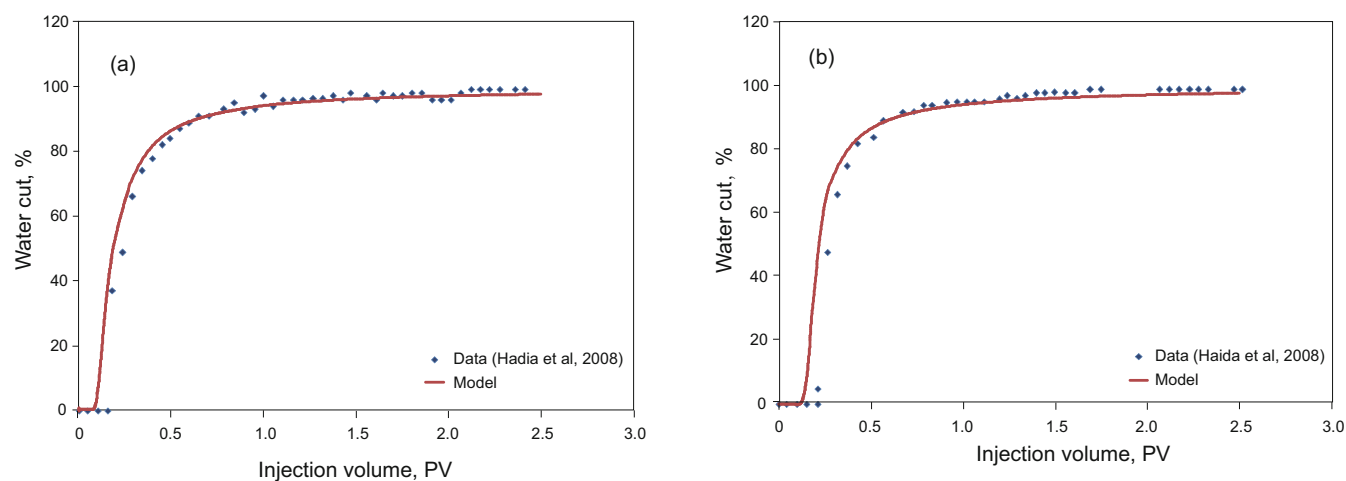 120
100
80
60
40
20
0
Water cut, %
(a)
Data (Hadia et al, 2008)
Model
0 0.5 1.0 1.5 2.0 2.5 3.0
Injection volume, PV
120
100
80
60
40
20
0
Water cut, %
(b)
Data (Haida et al, 2008)
Model
0 0.5 1.0 1.5 2.0 2.5 3.0
Injection volume, PV